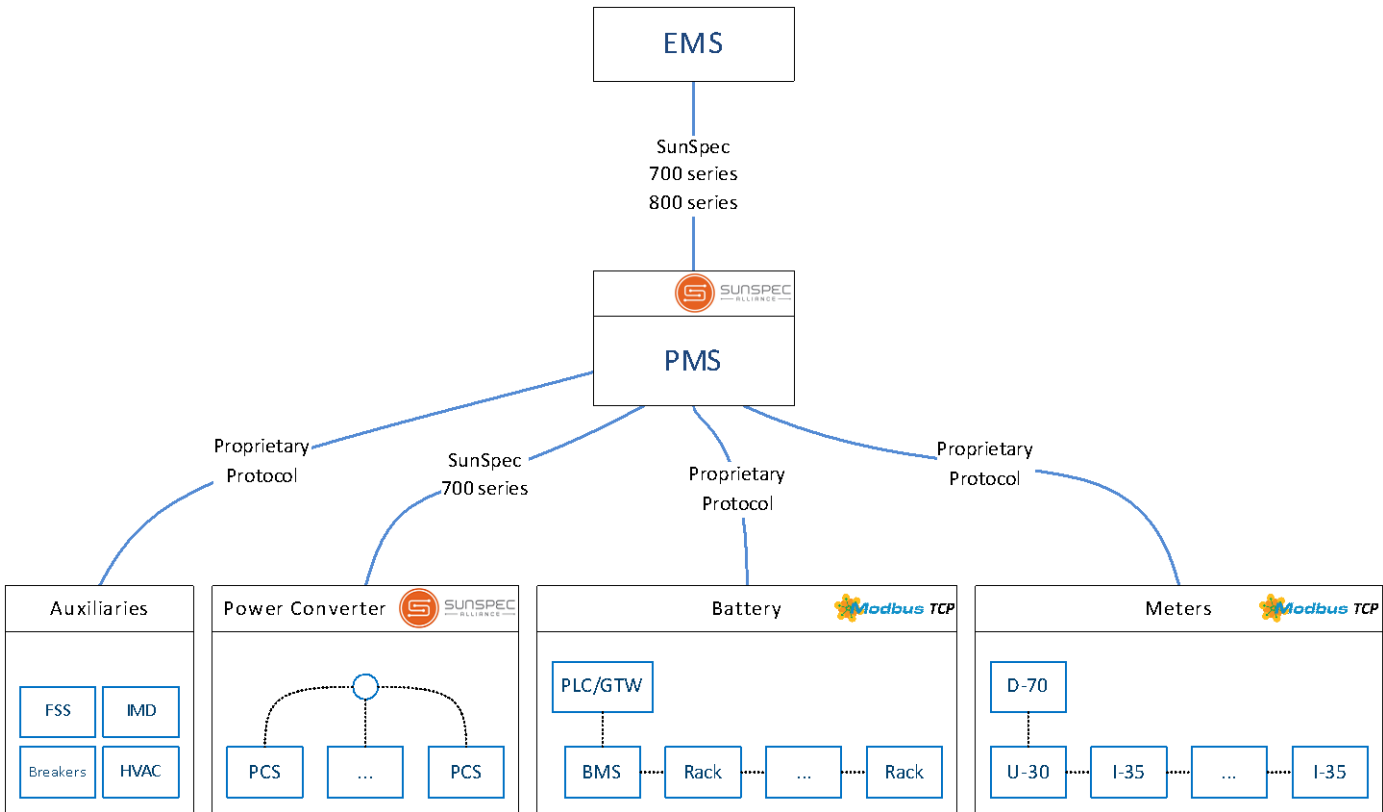 EMS
SunSpec
700 series
800 series
SUNSPEC
ALLIANCE
PMS
Proprietary
Protocol
SunSpec
700 series
Proprietary
Protocol
Proprietary
Protocol
Auxiliaries
FSS
IMD
Breakers
HVAC
Power Converter
SUNSPEC
ALLIANCE
PCS
...
PCS
Battery
Modbus TCP
PLC/GTW
BMS
Rack
...
Rack
Meters
Modbus TCP
D-70
U-30
I-35
...
I-35